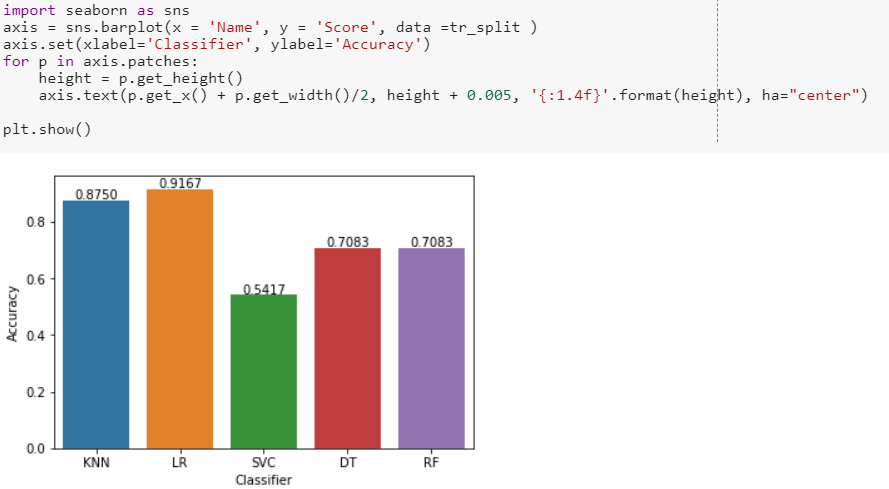 import seaborn as sns
axis = sns.barplot(x = 'Name', y = 'Score', data =tr_split )
axis.set(xlabel='Classifier', ylabel='Accuracy')
for p in axis.patches:
    height = p.get_height()
    axis.text(p.get_x() + p.get_width()/2, height + 0.005, '{:1.4f}'.format(height), ha="center")
plt.show()
0.8750
0.9167
0.5417
0.7083
0.7083
0.8
0.6
0.4
0.2
0.0
Accuracy
KNN LR SVC DT RF
Classifier